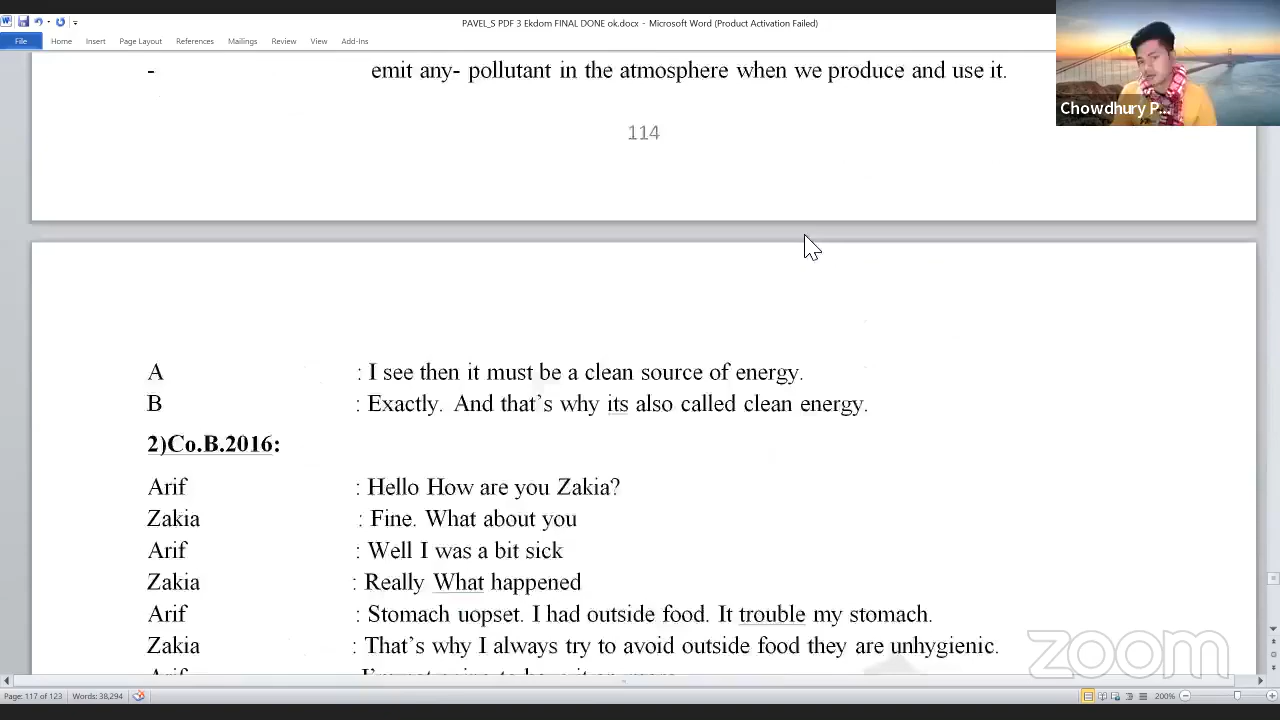 PAVEL_S PDF 3 Ekdom FINAL DONE ok.docx - Microsoft Word (Product Activation Failed)
File Home Insert Page Layout References Mailings Review View Add-Ins
- emit any- pollutant in the atmosphere when we produce and use it.
Chowdhury P...
114
A : I see then it must be a clean source of energy.
B : Exactly. And that's why its also called clean energy.
2)Co.B.2016:
Arif : Hello How are you Zakia?
Zakia : Fine. What about you
Arif : Well I was a bit sick
Zakia : Really What happened
Arif : Stomach uopset. I had outside food. It trouble my stomach.
Zakia : That's why I always try to avoid outside food they are unhygienic.
zoom
Page: 117 of 123 Words: 38,294 200%